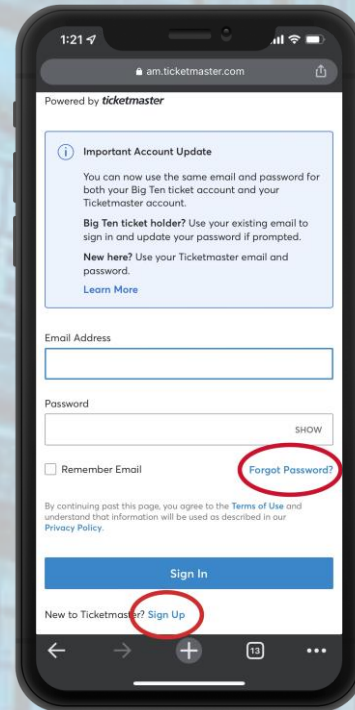 1:21
am.ticketmaster.com
Powered by ticketmaster
Important Account Update
You can now use the same email and password for
both your Big Ten ticket account and your
Ticketmaster account.
Big Ten ticket holder? Use your existing email to
sign in and update your password if prompted.
New here? Use your Ticketmaster email and
password.
Learn More
Email Address
Password
SHOW
Remember Email
Forgot Password?
By continuing past this page, you agree to the Terms of Use and
understand that information will be used as described in our
Privacy Policy.
Sign In
New to Ticketmaster? Sign Up
13